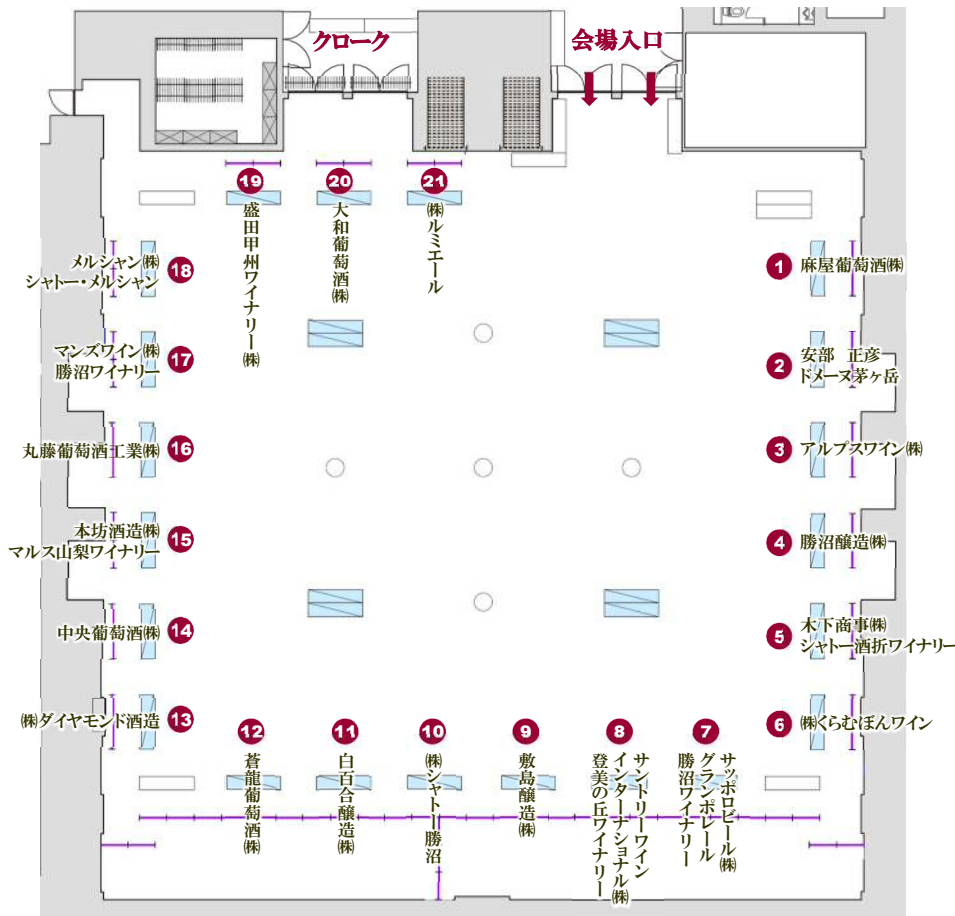 クローク
会場入口
19
盛田甲州ワイナリー㈱
20
大和葡萄酒㈱
21
㈱ルミエール
18
メルシャン㈱
シャトー・メルシャン
17
マンズワイン㈱
勝沼ワイナリー
16
丸藤葡萄酒工業㈱
15
本坊酒造㈱
マルス山梨ワイナリー
14
中央葡萄酒㈱
13
㈱ダイヤモンド酒造
1
麻屋葡萄酒㈱
2
安部 正彦
ドメーヌ茅ヶ岳
3
アルプスワイン㈱
4
勝沼醸造㈱
5
木下商事㈱
シャトー酒折ワイナリー
6
㈱くらむぼんワイン
12
蒼龍葡萄酒㈱
11
白百合醸造㈱
10
㈱シャトー勝沼
9
敷島醸造㈱
8
サントリーワイン
インターナショナル㈱
登美の丘ワイナリー
7
サッポロビール㈱
グランポレール
勝沼ワイナリー